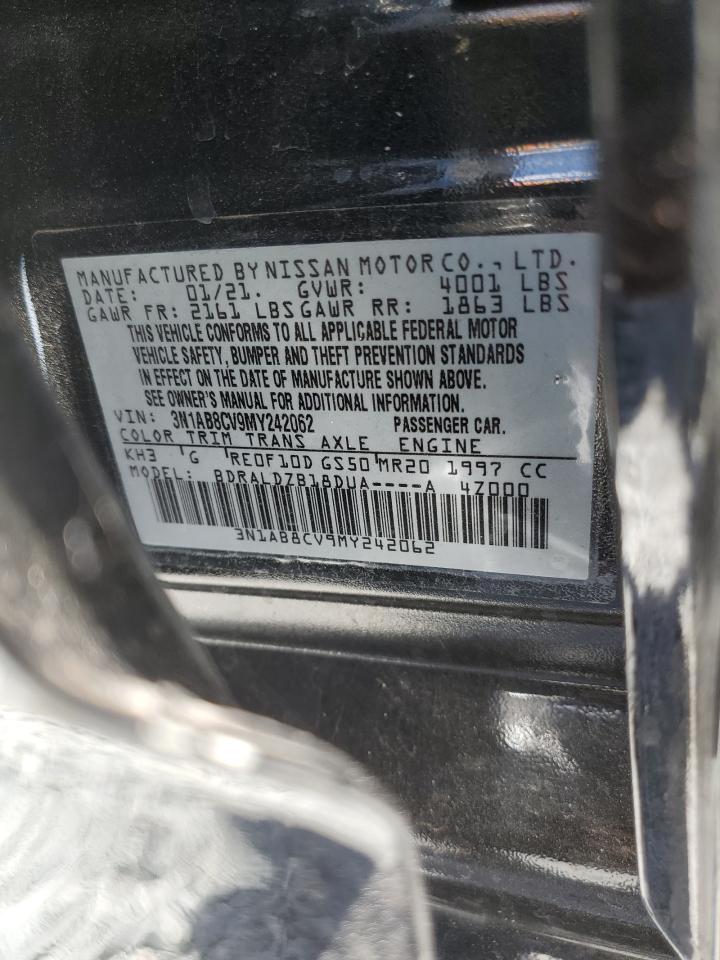 MANUFACTURED BY NISSAN MOTOR CO., LTD.
DATE: 01/21. GVWR: 4001 LBS
GAWR FR: 2161 LBS GAWR RR: 1863 LBS
THIS VEHICLE CONFORMS TO ALL APPLICABLE FEDERAL MOTOR
VEHICLE SAFETY, BUMPER AND THEFT PREVENTION STANDARDS
IN EFFECT ON THE DATE OF MANUFACTURE SHOWN ABOVE.
SEE OWNER'S MANUAL FOR ADDITIONAL INFORMATION.
VIN: 3N1AB8CV9MY242062 PASSENGER CAR.
COLOR TRIM TRANS AXLE ENGINE
KH3 G RE0F10D GS50 MR20 1997 CC
MODEL: BDRALDZB18DUA----A 4Z000
3N1AB8CV9MY242062